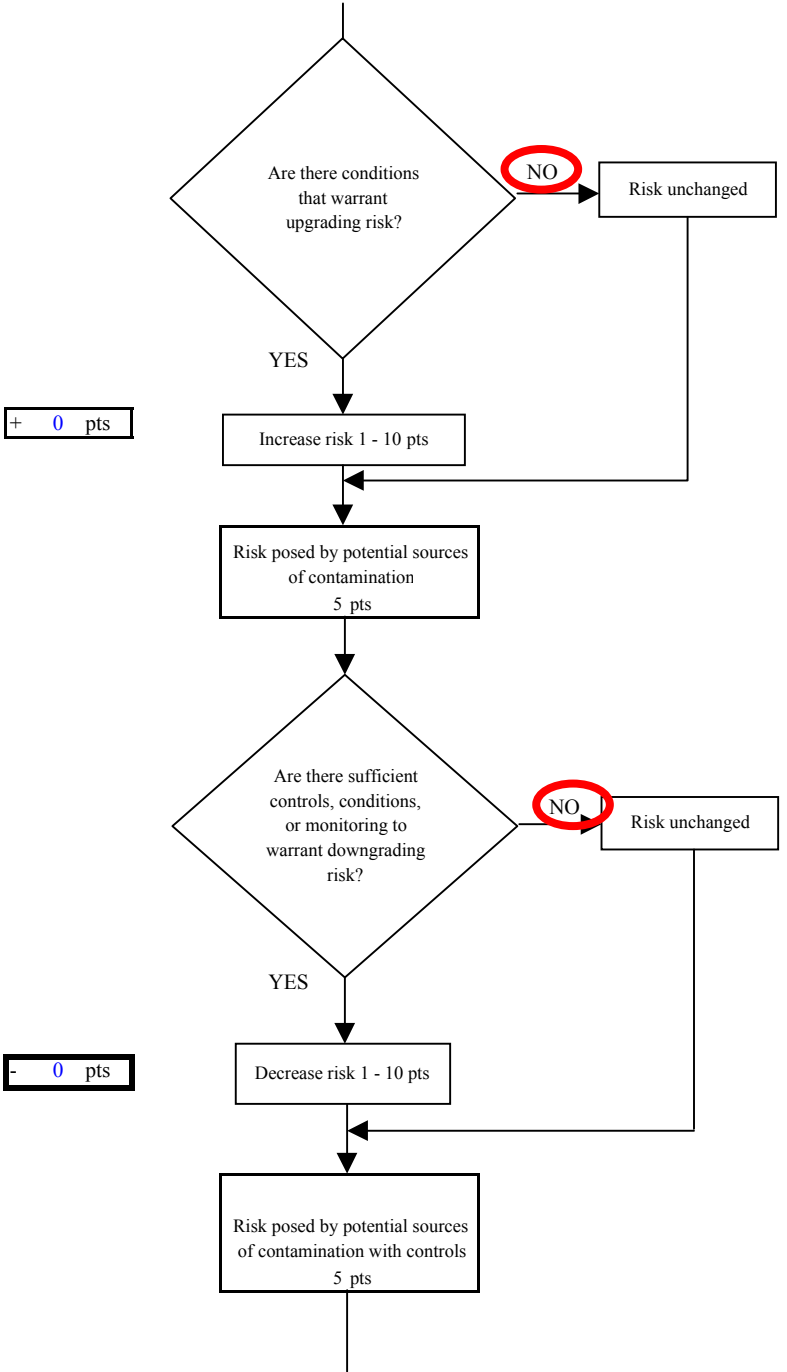 Are there conditions
that warrant
upgrading risk?
NO
Risk unchanged
YES
+ 0 pts
Increase risk 1 - 10 pts
Risk posed by potential sources
of contamination
5 pts
Are there sufficient
controls, conditions,
or monitoring to
warrant downgrading
risk?
NO
Risk unchanged
YES
- 0 pts
Decrease risk 1 - 10 pts
Risk posed by potential sources
of contamination with controls
5 pts